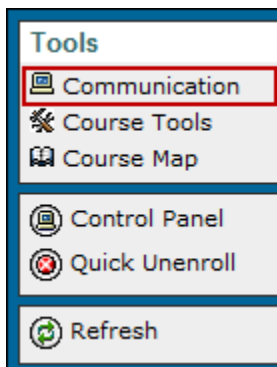 Tools
Communication
Course Tools
Course Map
Control Panel
Quick Unenroll
Refresh